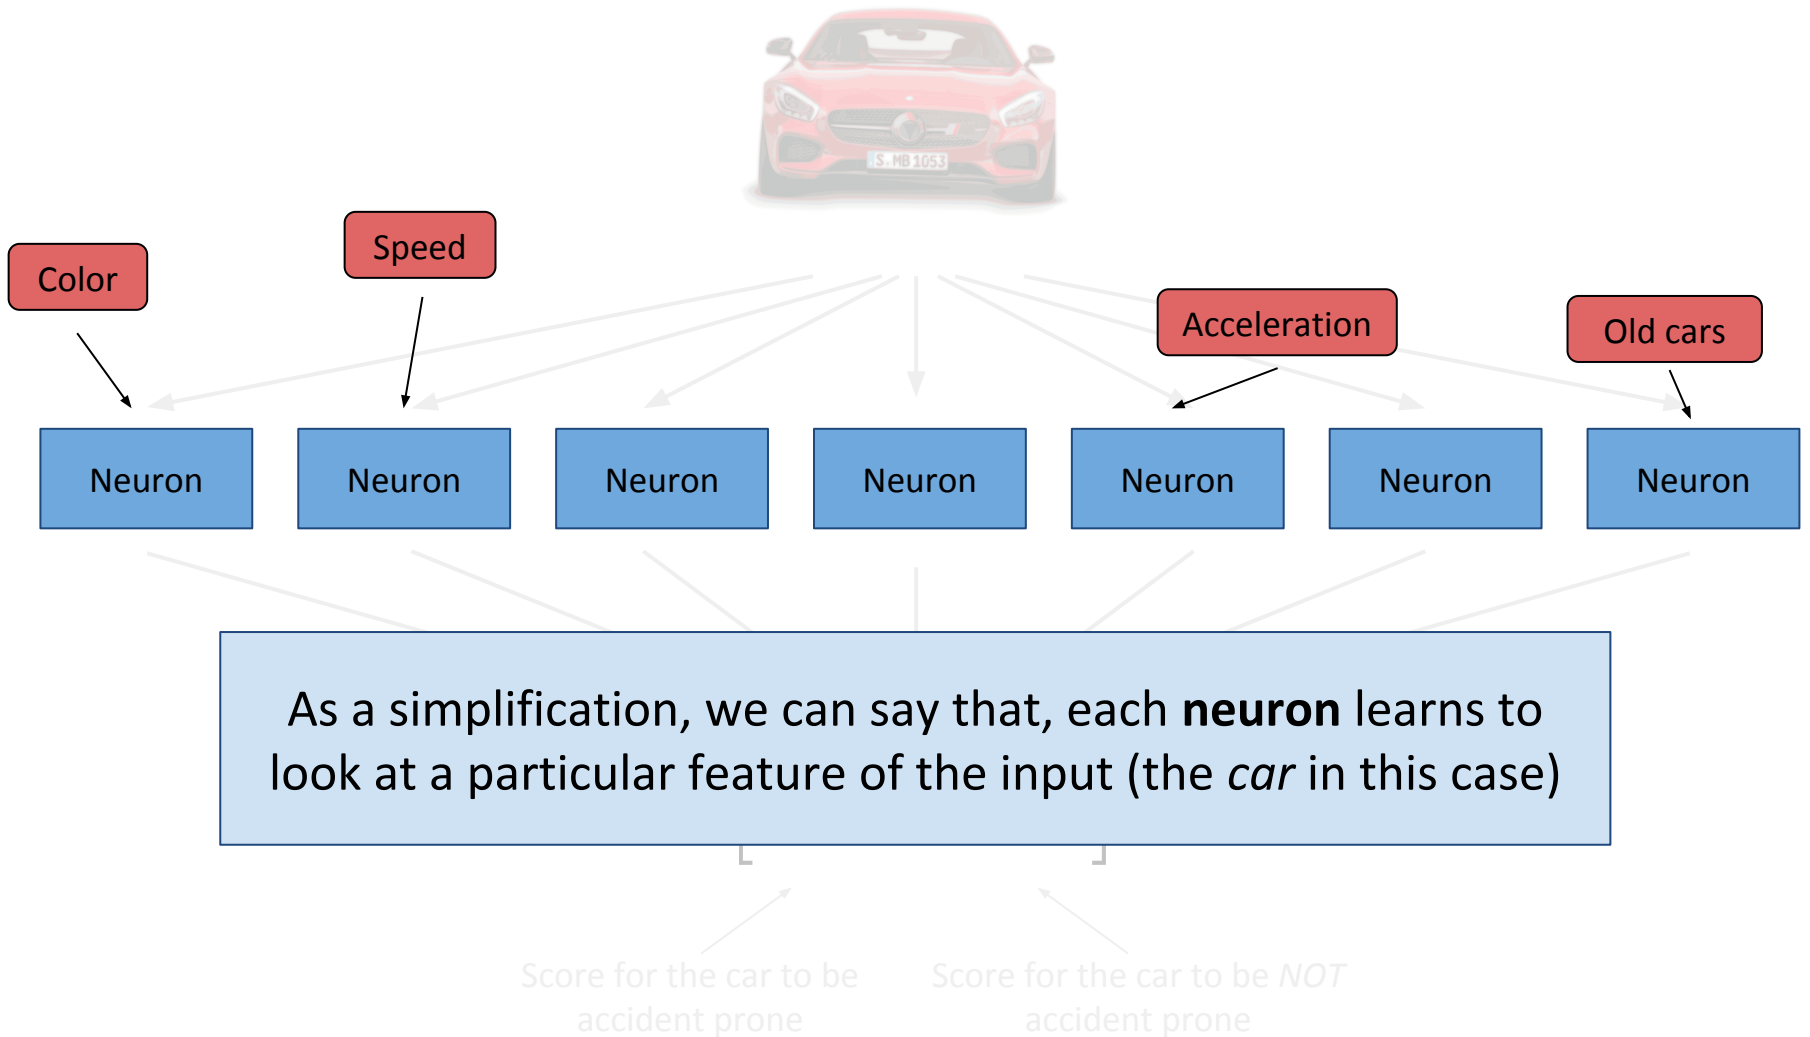 S. MB 1053
Speed
Color
Acceleration
Old cars
Neuron
Neuron
Neuron
Neuron
Neuron
Neuron
Neuron
As a simplification, we can say that, each neuron learns to
look at a particular feature of the input (the car in this case)
Score for the car to be
accident prone
Score for the car to be NOT
accident prone